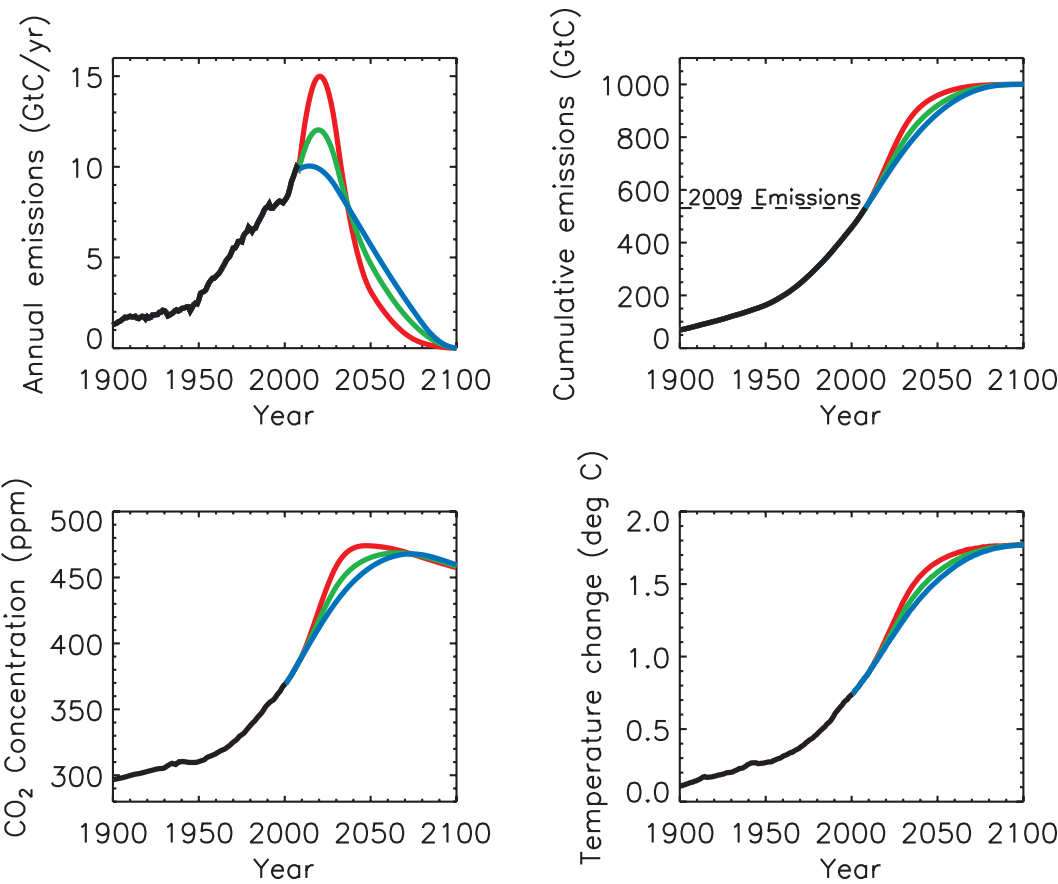 Annual emissions (GtC/yr)
15
10
5
0
1900 1950 2000 2050 2100
Year
Cumulative emissions (GtC)
1000
800
600
400
200
0
2009 Emissions
1900 1950 2000 2050 2100
Year
CO₂ Concentration (ppm)
500
450
400
350
300
1900 1950 2000 2050 2100
Year
Temperature change (deg C)
2.0
1.5
1.0
0.5
0.0
1900 1950 2000 2050 2100
Year